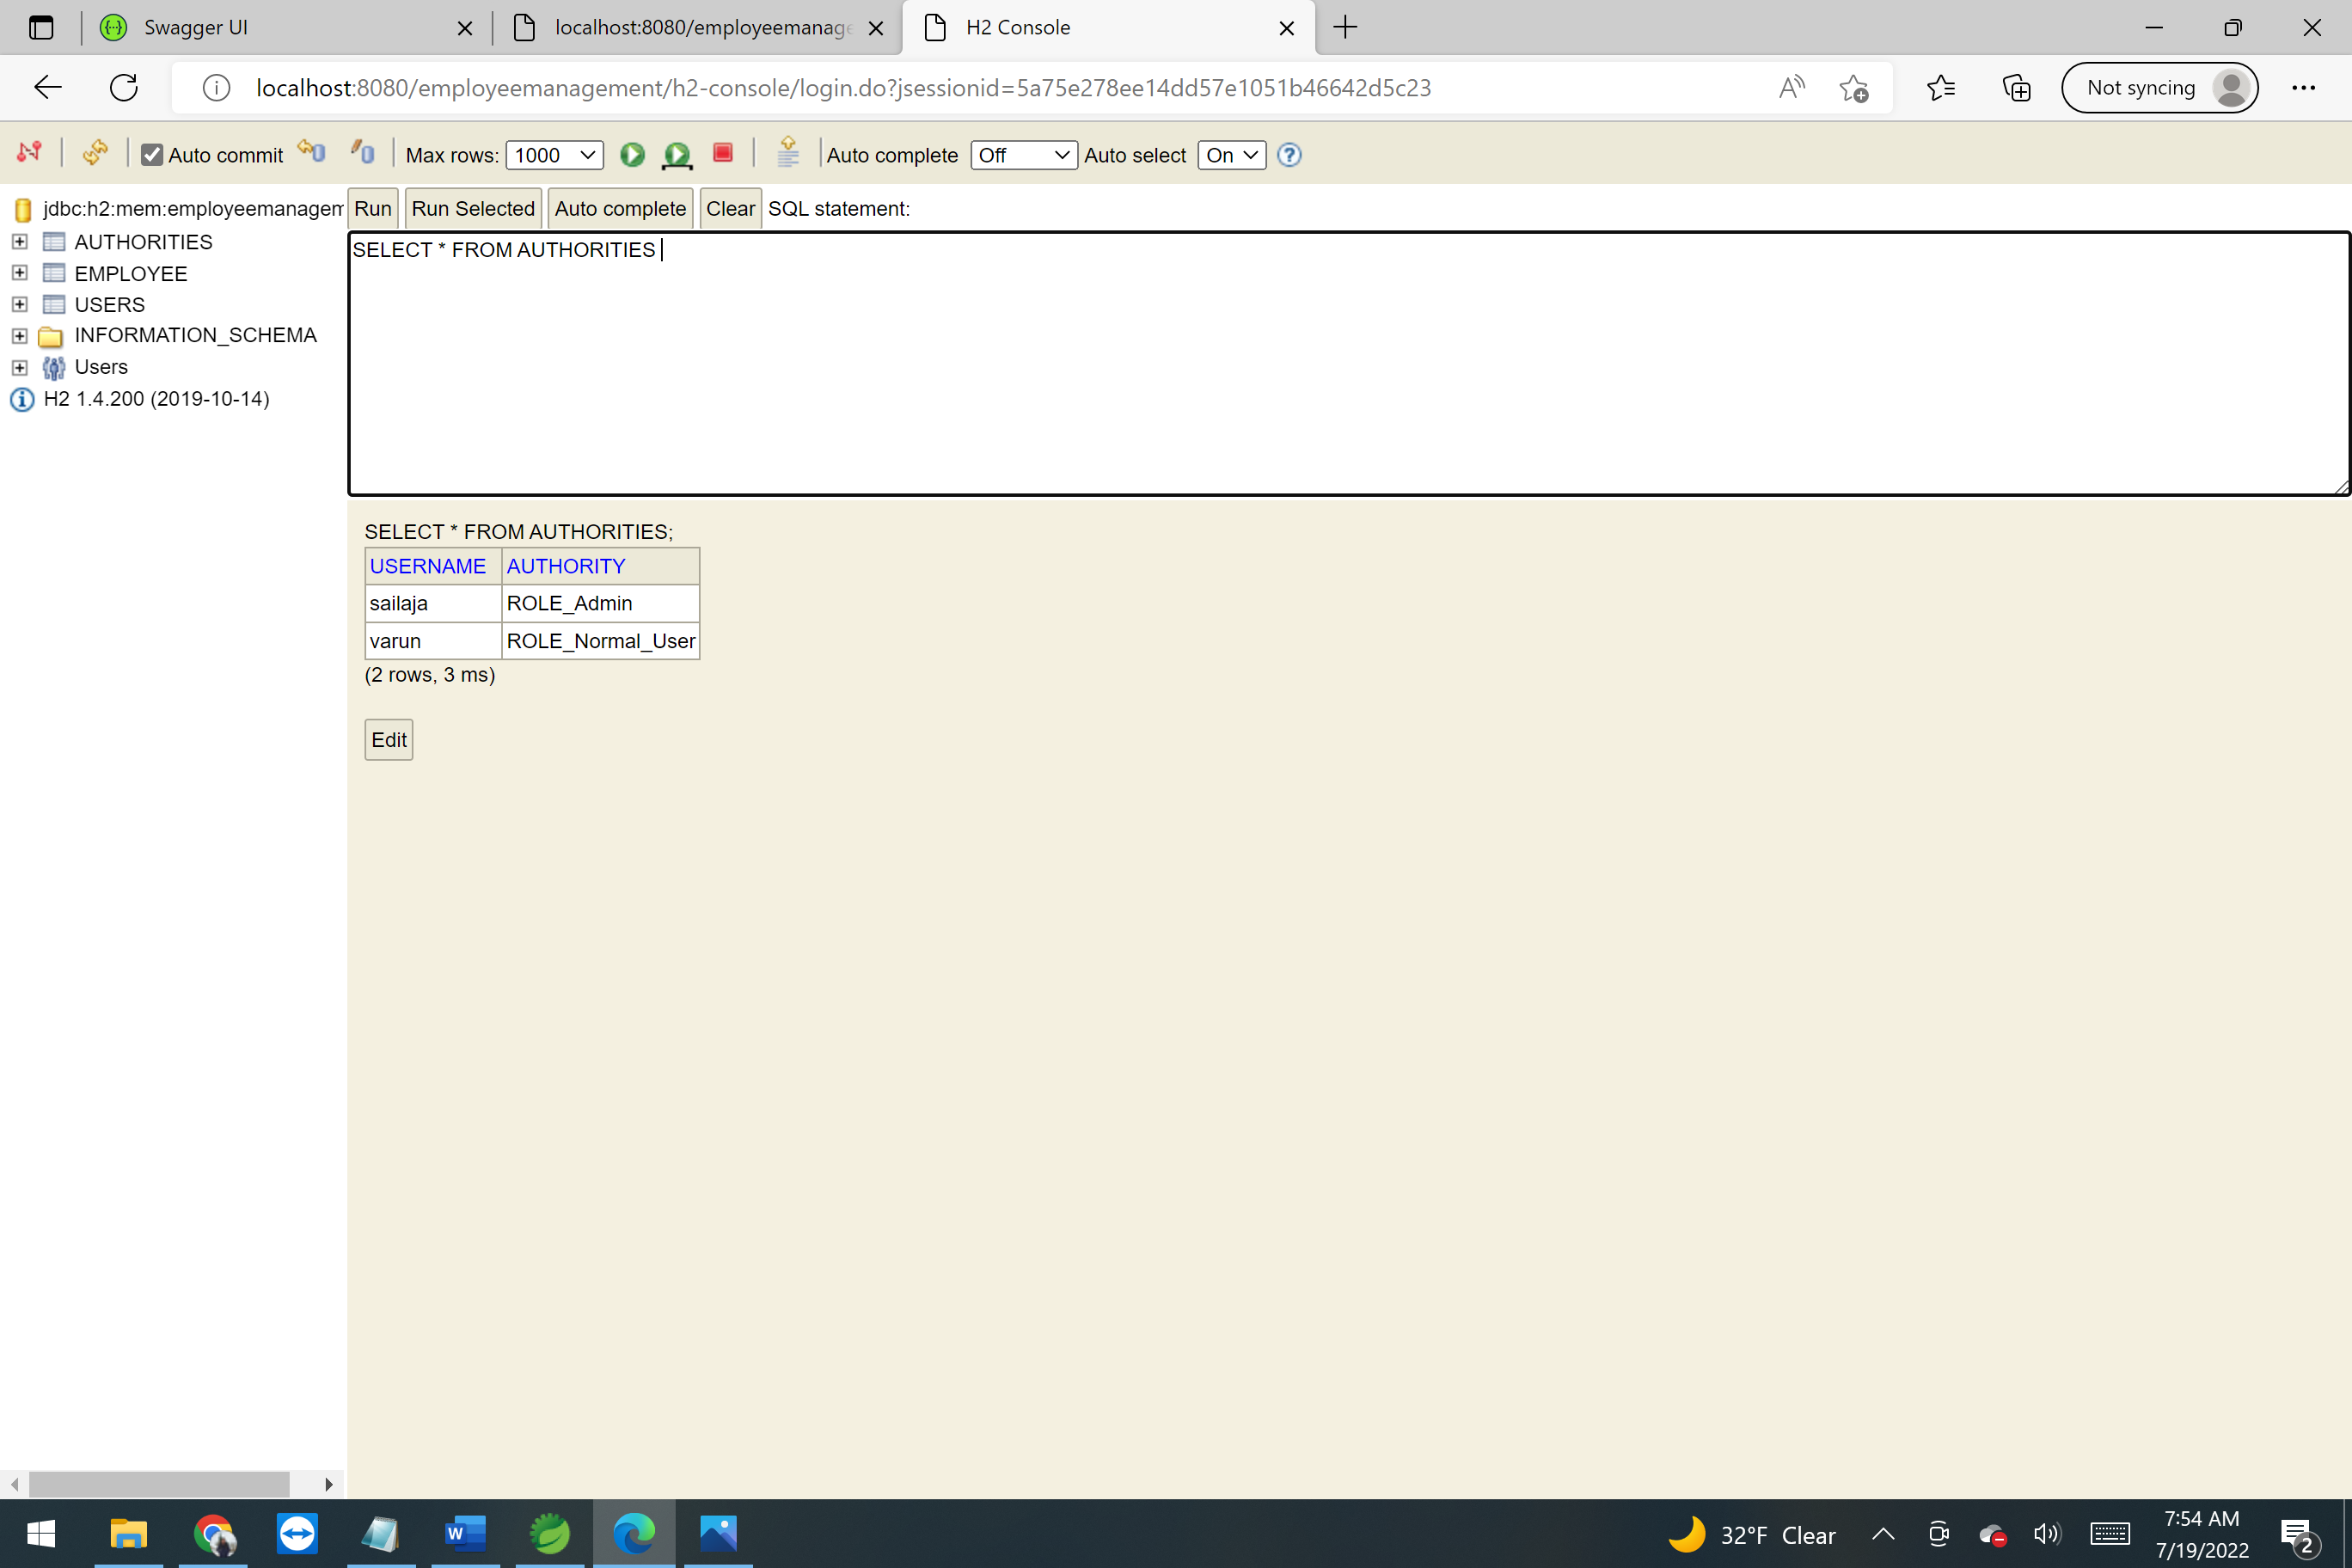 Swagger UI
localhost:8080/employeemanage
H2 Console
localhost:8080/employeemanagement/h2-console/login.do?jsessionid=5a75e278ee14dd57e1051b46642d5c23
Not syncing
Auto commit
Max rows: 1000
Auto complete Off
Auto select On
jdbc:h2:mem:employeemanagem
AUTHORITIES
EMPLOYEE
USERS
INFORMATION_SCHEMA
Users
H2 1.4.200 (2019-10-14)
Run Run Selected Auto complete Clear SQL statement:
SELECT * FROM AUTHORITIES
SELECT * FROM AUTHORITIES;
USERNAME AUTHORITY
sailaja ROLE_Admin
varun ROLE_Normal_User
(2 rows, 3 ms)
Edit
32°F Clear
7:54 AM
7/19/2022
2